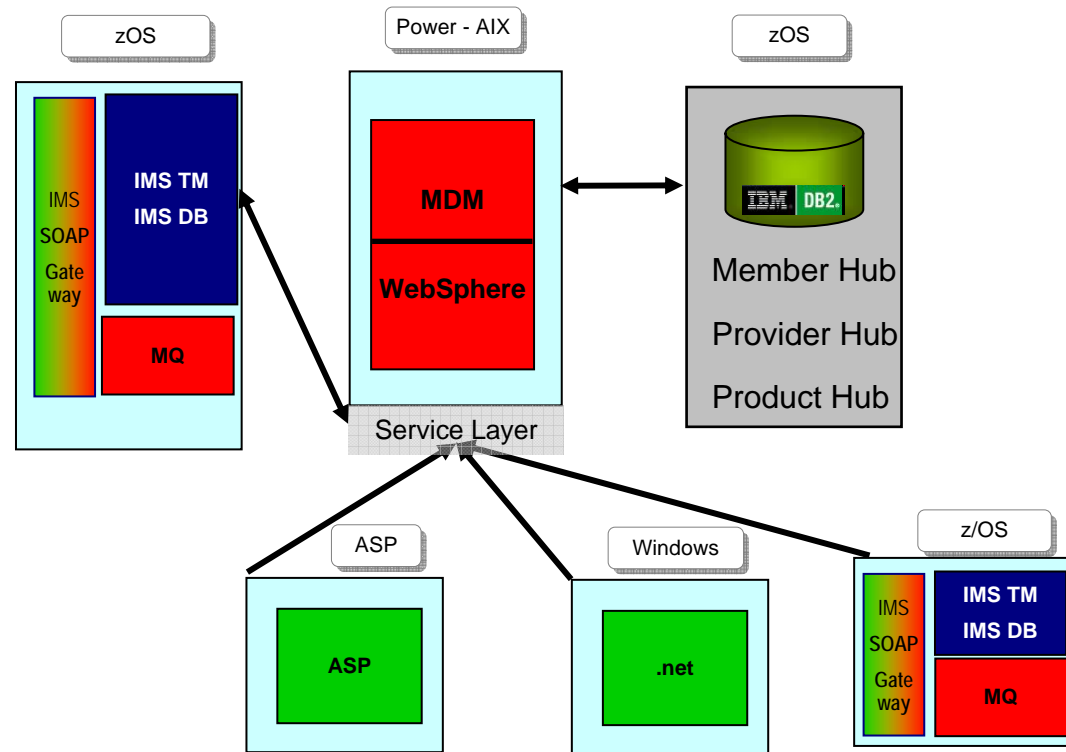 zOS
Power - AIX
zOS
IMS
SOAP
Gate
way
IMS TM
IMS DB
MQ
MDM
WebSphere
Service Layer
IBM
DB2.
Member Hub
Provider Hub
Product Hub
ASP
ASP
Windows
.net
z/OS
IMS
SOAP
Gate
way
IMS TM
IMS DB
MQ